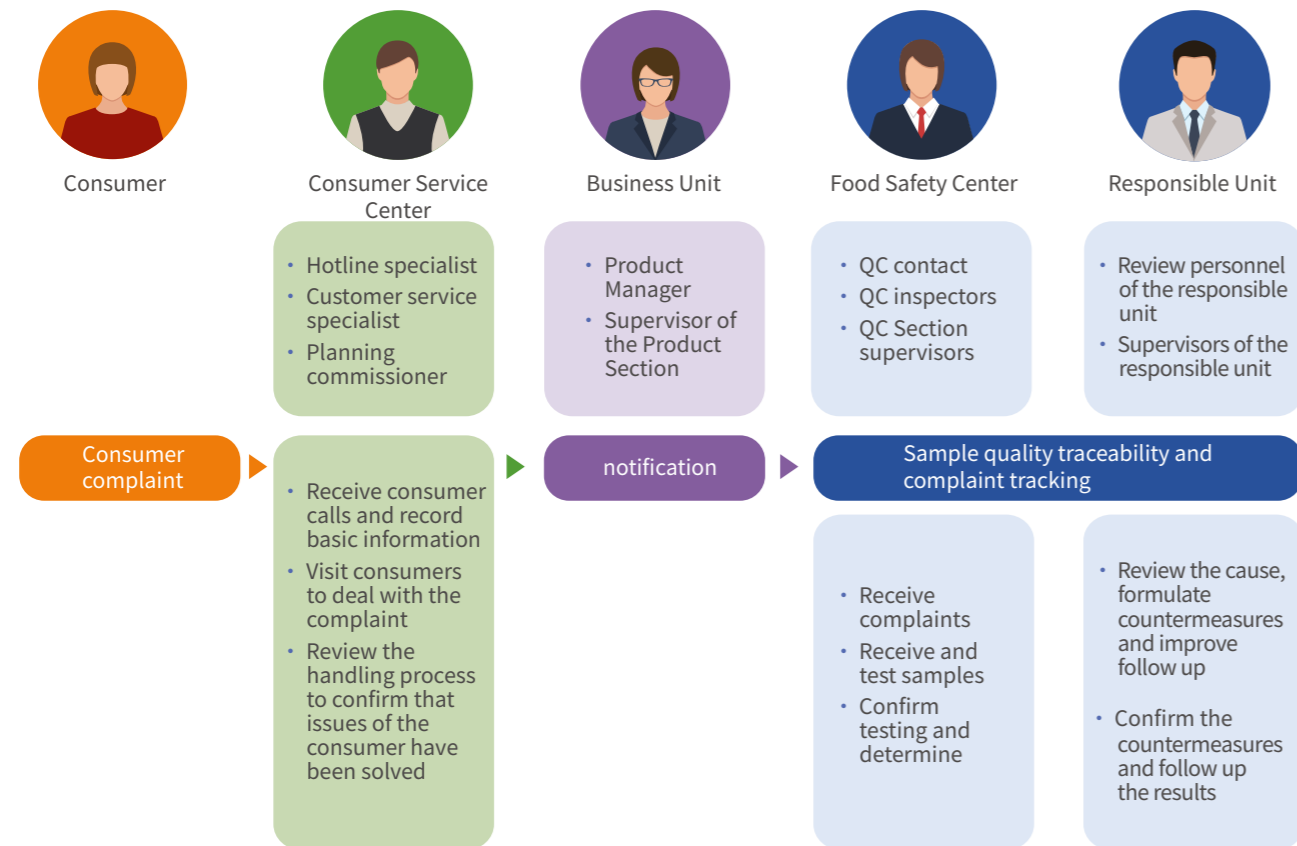 Consumer
Consumer Service
Center
Business Unit
Food Safety Center
Responsible Unit
· Hotline specialist
· Customer service
specialist
· Planning
commissioner
· Product
Manager
· Supervisor of
the Product
Section
· QC contact
· QC inspectors
· QC Section
supervisors
· Review personnel
of the responsible
unit
· Supervisors of the
responsible unit
Consumer
complaint
· Receive consumer
calls and record
basic information
· Visit consumers
to deal with the
complaint
· Review the
handling process
to confirm that
issues of the
consumer have
been solved
notification
Sample quality traceability and
complaint tracking
· Receive
complaints
· Receive and
test samples
· Confirm
testing and
determine
· Review the cause,
formulate
countermeasures
and improve
follow up
· Confirm the
countermeasures
and follow up
the results